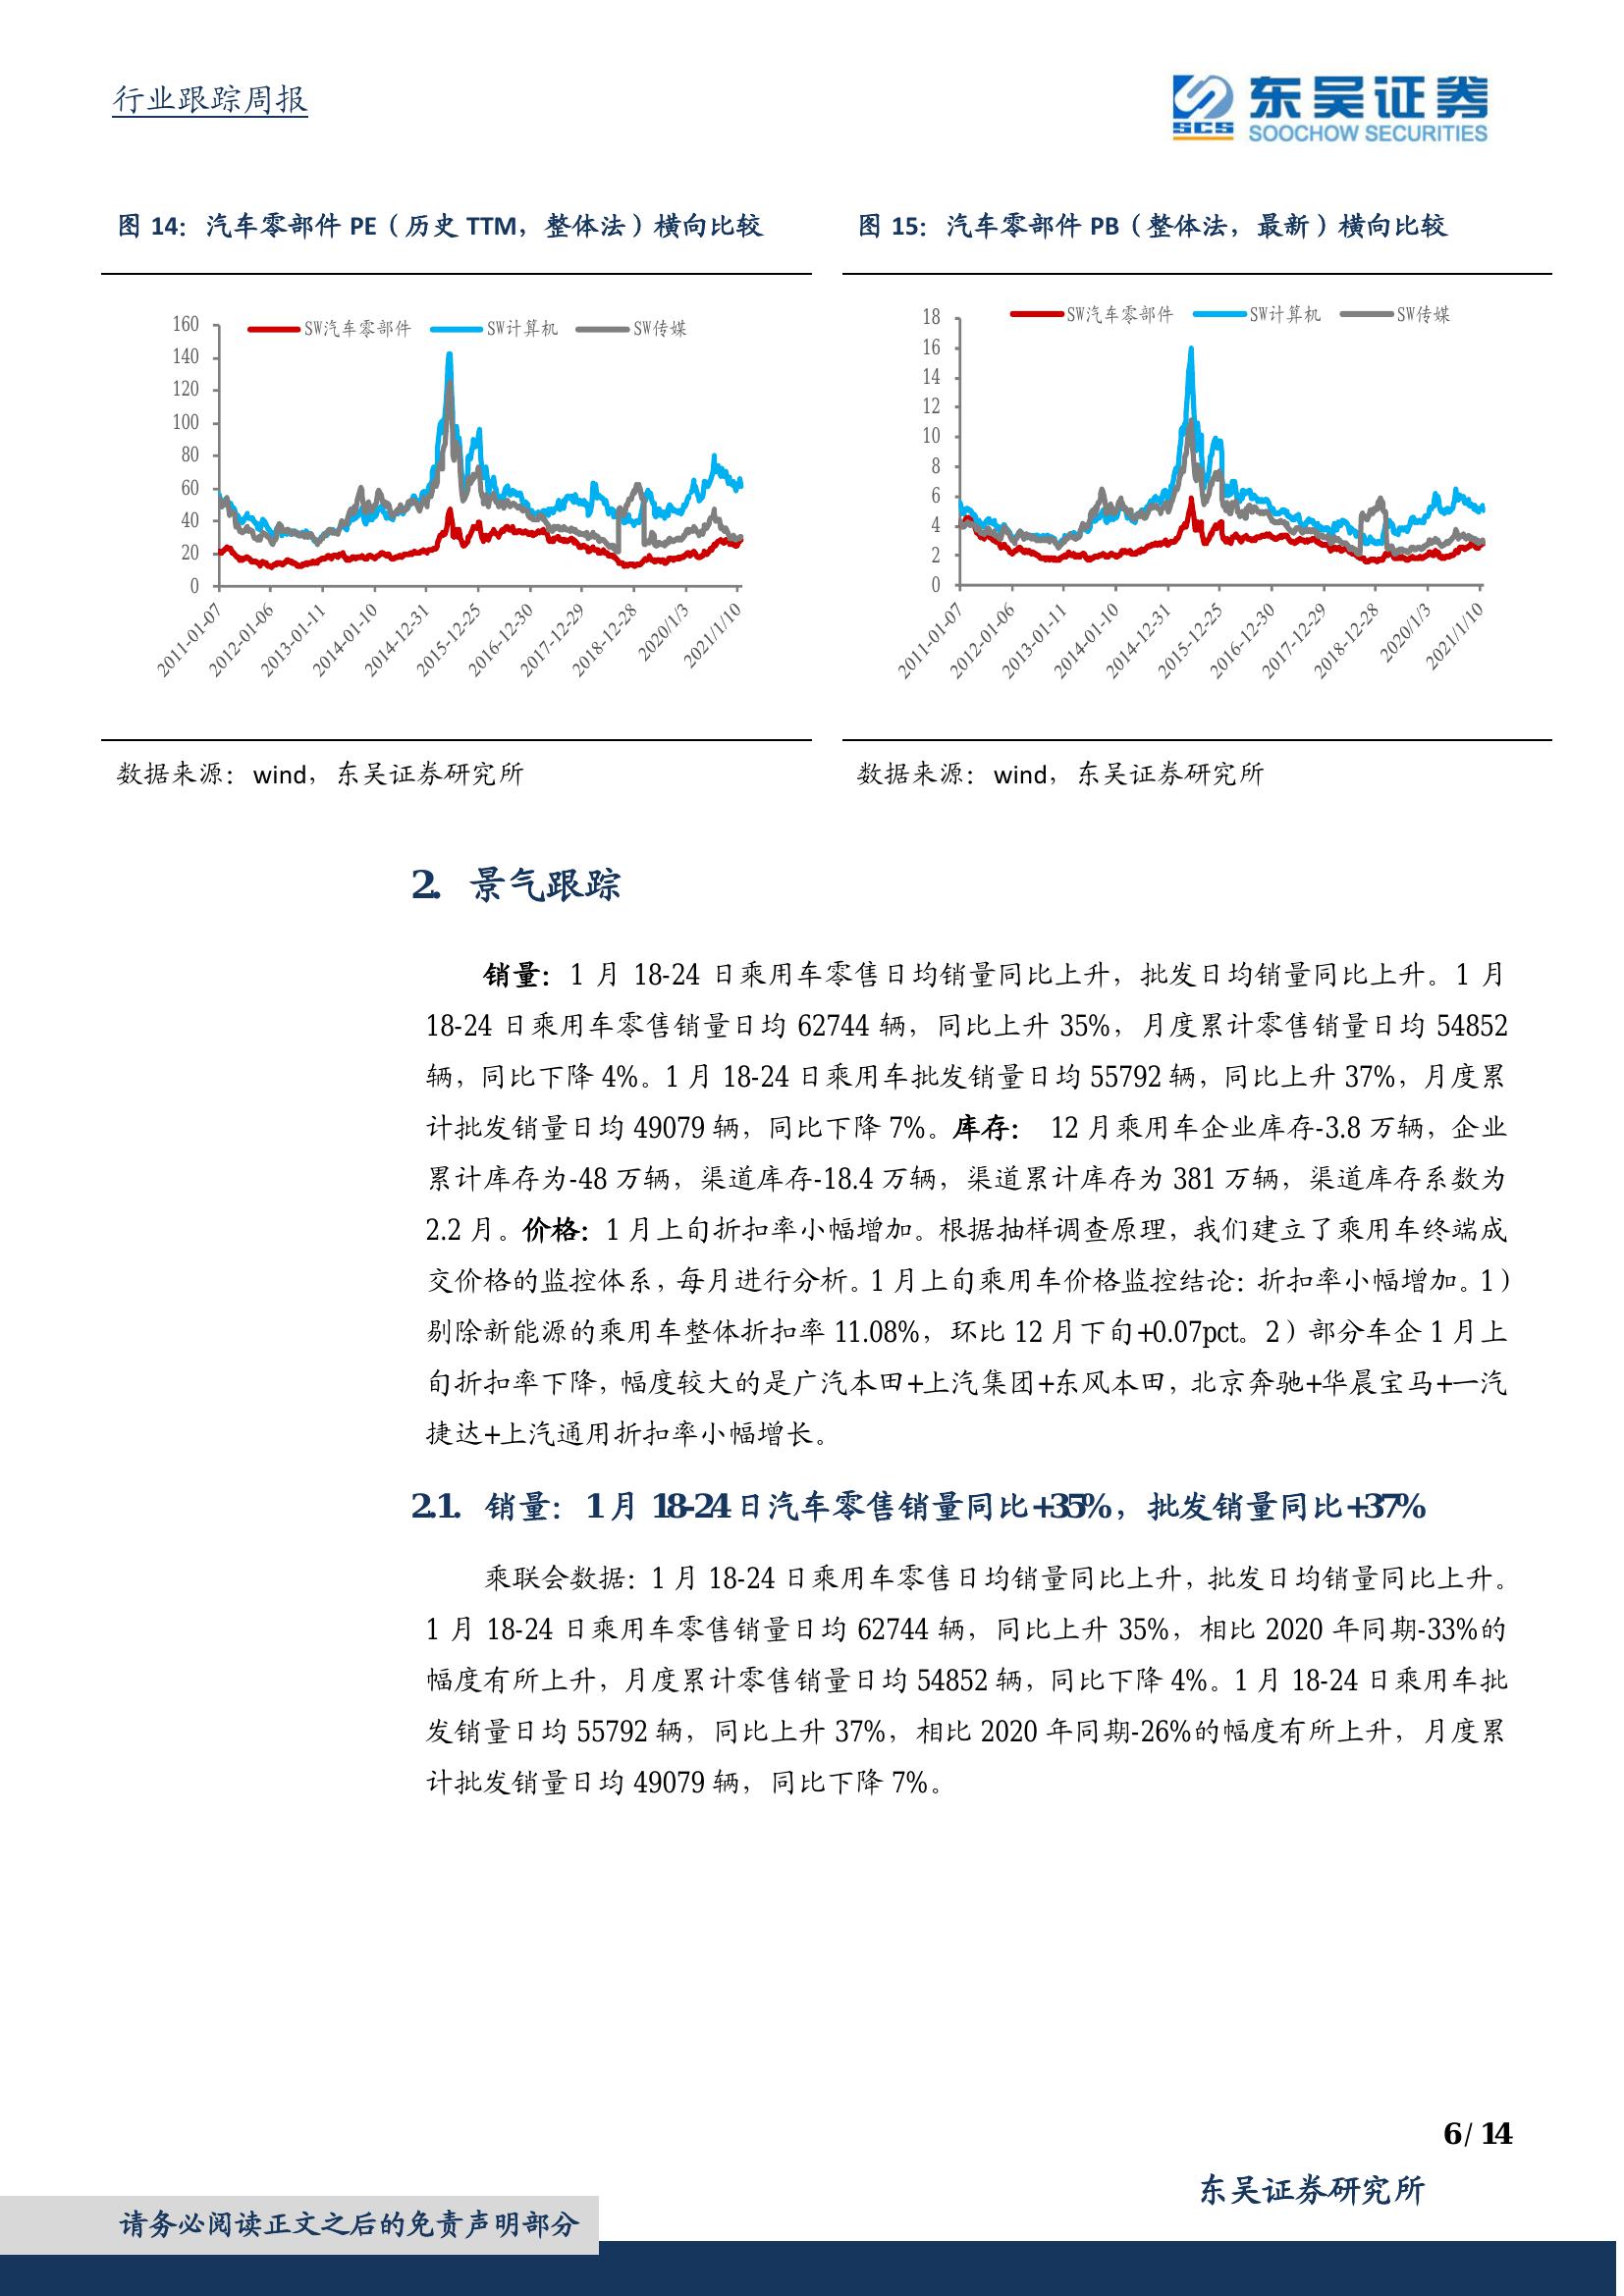 行业跟踪周报
东吴证券
SCS
SOOCHOW SECURITIES
图 14：汽车零部件 PE（历史 TTM，整体法）横向比较
160
140
120
100
80
60
40
20
0
SW汽车零部件
SW计算机
SW传媒
2011-01-07
2012-01-06
2013-01-11
2014-01-10
2014-12-31
2015-12-25
2016-12-30
2017-12-29
2018-12-28
2020/1/3
2021/1/10
数据来源：wind，东吴证券研究所
图 15：汽车零部件 PB（整体法，最新）横向比较
18
16
14
12
10
8
6
4
2
0
SW汽车零部件
SW计算机
SW传媒
2011-01-07
2012-01-06
2013-01-11
2014-01-10
2014-12-31
2015-12-25
2016-12-30
2017-12-29
2018-12-28
2020/1/3
2021/1/10
数据来源：wind，东吴证券研究所
2. 景气跟踪
销量：1 月 18-24 日乘用车零售日均销量同比上升，批发日均销量同比上升。1 月
18-24 日乘用车零售销量日均 62744 辆，同比上升 35%，月度累计零售销量日均 54852
辆，同比下降 4%。1 月 18-24 日乘用车批发销量日均 55792 辆，同比上升 37%，月度累
计批发销量日均 49079 辆，同比下降 7%。库存： 12 月乘用车企业库存-3.8 万辆，企业
累计库存为-48 万辆，渠道库存-18.4 万辆，渠道累计库存为 381 万辆，渠道库存系数为
2.2 月。价格：1 月上旬折扣率小幅增加。根据抽样调查原理，我们建立了乘用车终端成
交价格的监控体系，每月进行分析。1 月上旬乘用车价格监控结论：折扣率小幅增加。1）
剔除新能源的乘用车整体折扣率 11.08%，环比 12 月下旬+0.07pct。2）部分车企 1 月上
旬折扣率下降，幅度较大的是广汽本田+上汽集团+东风本田，北京奔驰+华晨宝马+一汽
捷达+上汽通用折扣率小幅增长。
2.1. 销量：1 月 18-24 日汽车零售销量同比+35%，批发销量同比+37%
乘联会数据：1 月 18-24 日乘用车零售日均销量同比上升，批发日均销量同比上升。
1 月 18-24 日乘用车零售销量日均 62744 辆，同比上升 35%，相比 2020 年同期-33%的
幅度有所上升，月度累计零售销量日均 54852 辆，同比下降 4%。1 月 18-24 日乘用车批
发销量日均 55792 辆，同比上升 37%，相比 2020 年同期-26%的幅度有所上升，月度累
计批发销量日均 49079 辆，同比下降 7%。
6 / 14
东吴证券研究所
请务必阅读正文之后的免责声明部分